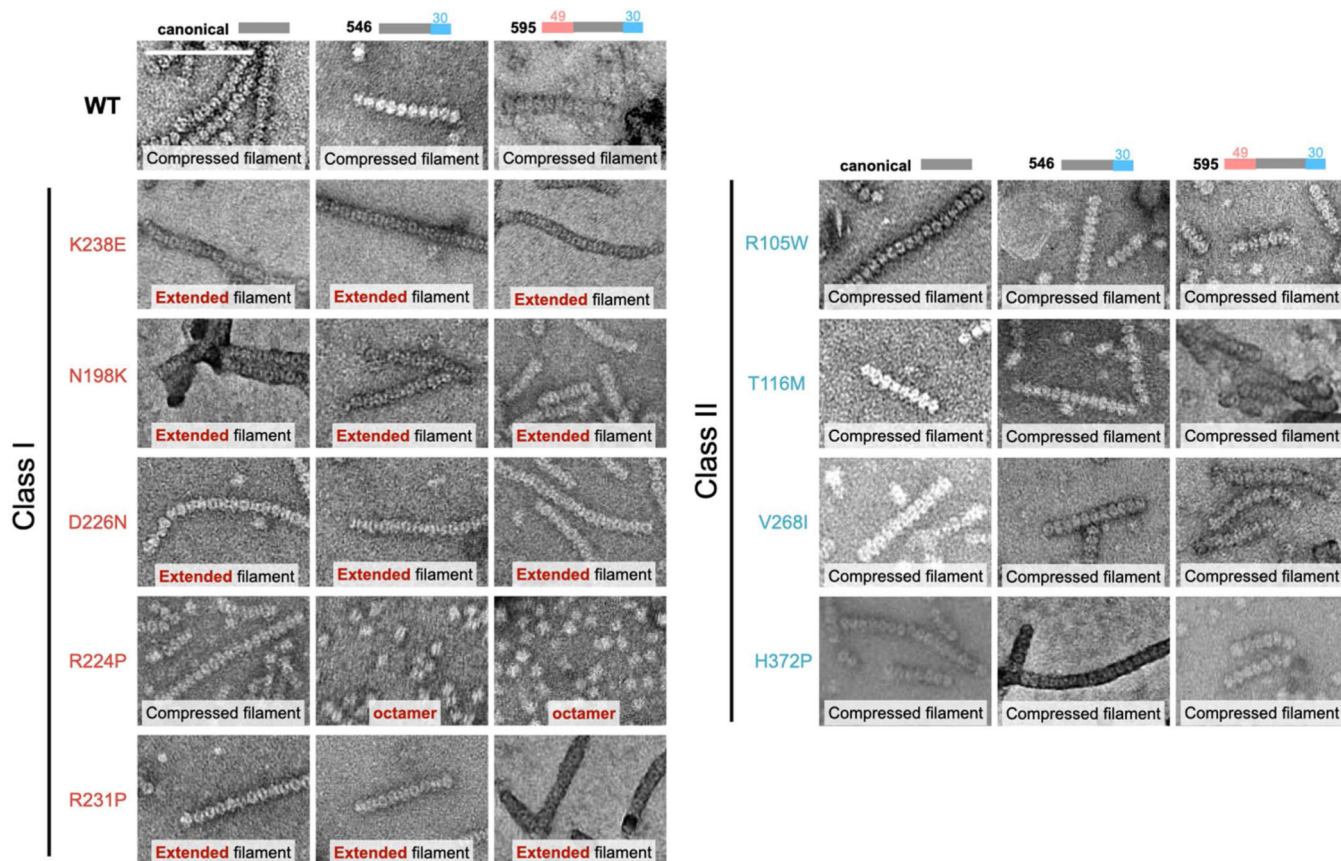 canonical 546 30 595 49 30
WT
Compressed filament Compressed filament Compressed filament
Class I
K238E
Extended filament Extended filament Extended filament
N198K
Extended filament Extended filament Extended filament
D226N
Extended filament Extended filament Extended filament
R224P
Compressed filament octamer octamer
R231P
Extended filament Extended filament Extended filament
canonical 546 30 595 49 30
Class II
R105W
Compressed filament Compressed filament Compressed filament
T116M
Compressed filament Compressed filament Compressed filament
V268I
Compressed filament Compressed filament Compressed filament
H372P
Compressed filament Compressed filament Compressed filament